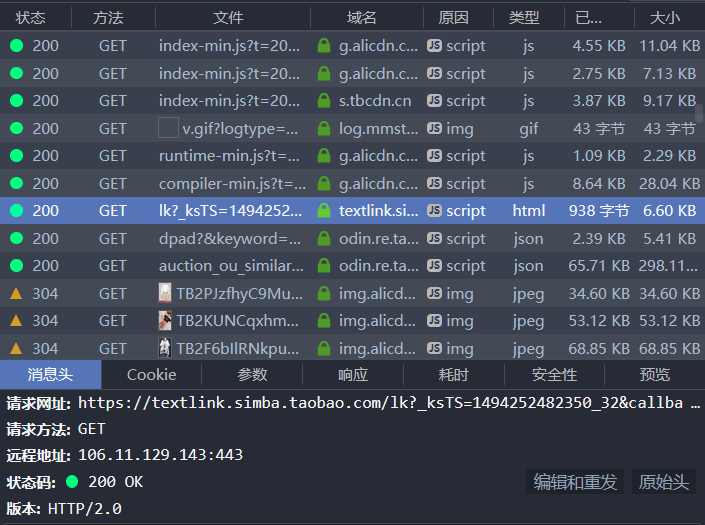 状态 方法 文件 域名 原因 类型 已... 大小
200 GET index-min.js?t=20... g.alicdn.c... JS script js 4.55 KB 11.04 KB
200 GET index-min.js?t=20... g.alicdn.c... JS script js 2.75 KB 7.13 KB
200 GET index-min.js?t=20... s.tbcdn.cn JS script js 3.87 KB 9.17 KB
200 GET v.gif?logtype=... log.mmst... JS img gif 43 字节 43 字节
200 GET runtime-min.js?t=... g.alicdn.c... JS script js 1.09 KB 2.29 KB
200 GET compiler-min.js?t=... g.alicdn.c... JS script js 8.64 KB 28.04 KB
200 GET lk?_ksTS=1494252... textlink.si... JS script html 938 字节 6.60 KB
200 GET dpad?&keyword=... odin.re.ta... JS script json 2.39 KB 5.41 KB
200 GET auction_ou_similar... odin.re.ta... JS script json 65.71 KB 298.11...
304 GET TB2PJzfhyC9Mu... img.alicd... JS img jpeg 34.60 KB 34.60 KB
304 GET TB2KUNCqxhm... img.alicd... JS img jpeg 53.12 KB 53.12 KB
304 GET TB2F6bIlRNkpu... img.alicd... JS img jpeg 68.85 KB 68.85 KB
消息头 Cookie 参数 响应 耗时 安全性 预览
请求网址: https://textlink.simba.taobao.com/lk?_ksTS=1494252482350_32&callba ...
请求方法: GET
远程地址: 106.11.129.143:443
状态码: 200 OK 编辑和重发 原始头
版本: HTTP/2.0